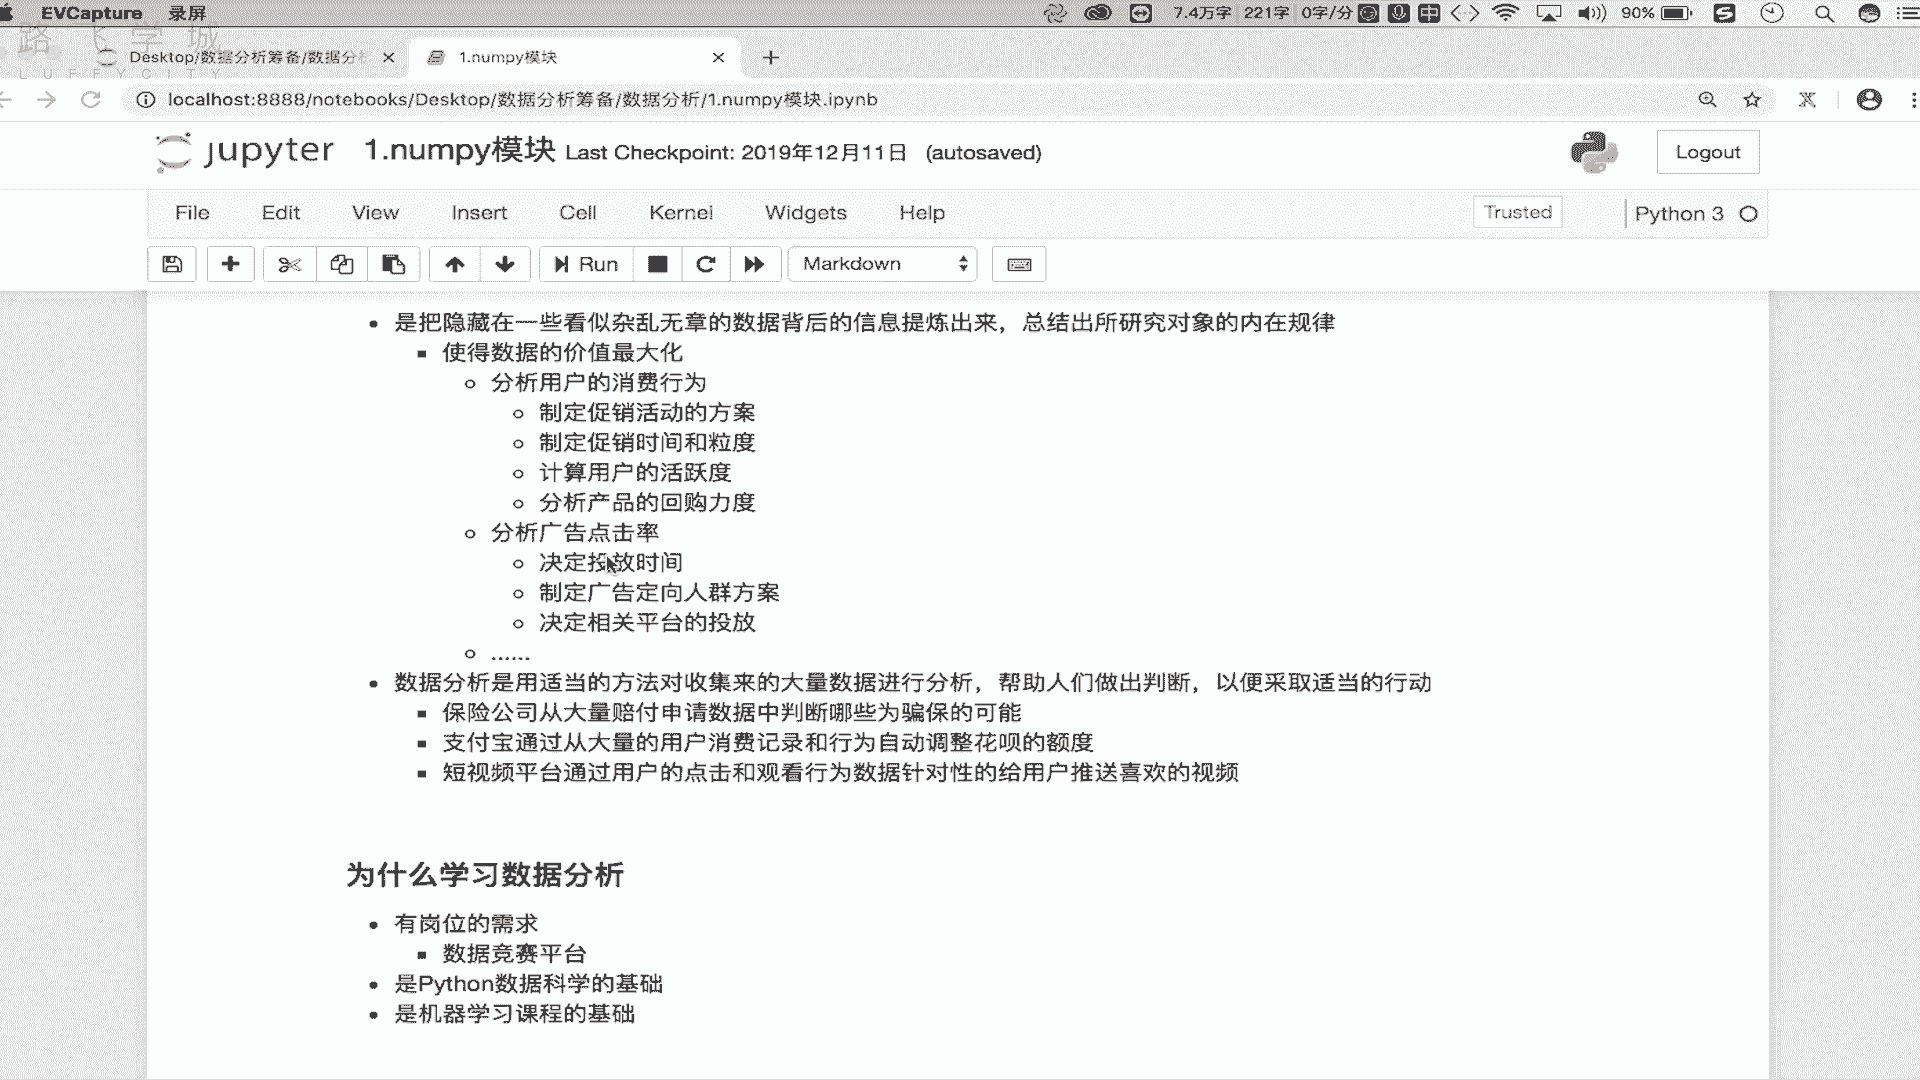 EVCapture 录屏 7.4万字 221字 0字/分 中 90%
路飞学城
LUFFYCITY
Desktop/数据分析筹备/数据分析 1.numpy模块
localhost:8888/notebooks/Desktop/数据分析筹备/数据分析/1.numpy模块.ipynb
jupyter 1.numpy模块 Last Checkpoint: 2019年12月11日 (autosaved) Logout
File Edit View Insert Cell Kernel Widgets Help Trusted Python 3
Run Markdown
是把隐藏在一些看似杂乱无章的数据背后的信息提炼出来，总结出所研究对象的内在规律
使得数据的价值最大化
分析用户的消费行为
制定促销活动的方案
制定促销时间和粒度
计算用户的活跃度
分析产品的回购力度
分析广告点击率
决定投放时间
制定广告定向人群方案
决定相关平台的投放
......
数据分析是用适当的方法对收集来的大量数据进行分析，帮助人们做出判断，以便采取适当的行动
保险公司从大量赔付申请数据中判断哪些为骗保的可能
支付宝通过从大量的用户消费记录和行为自动调整花呗的额度
短视频平台通过用户的点击和观看行为数据针对性的给用户推送喜欢的视频
为什么学习数据分析
有岗位的需求
数据竞赛平台
是Python数据科学的基础
是机器学习课程的基础